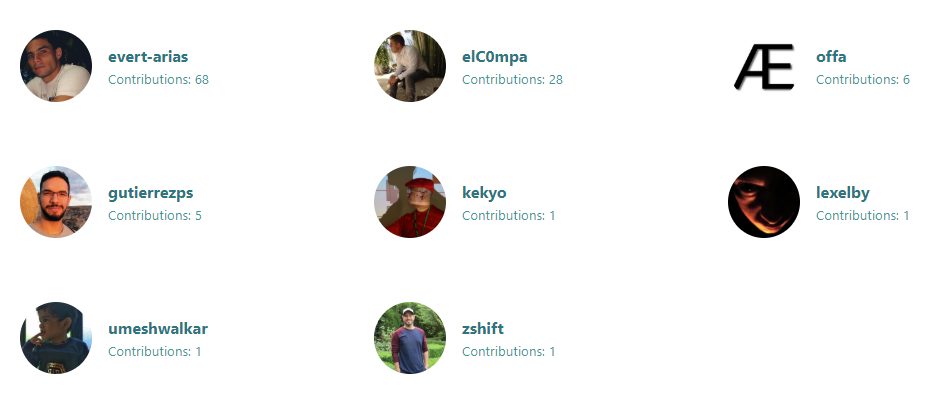 evert-arias
Contributions: 68
elC0mpa
Contributions: 28
Æ
offa
Contributions: 6
gutierrezps
Contributions: 5
kekyo
Contributions: 1
lexelby
Contributions: 1
umeshwalkar
Contributions: 1
zshift
Contributions: 1